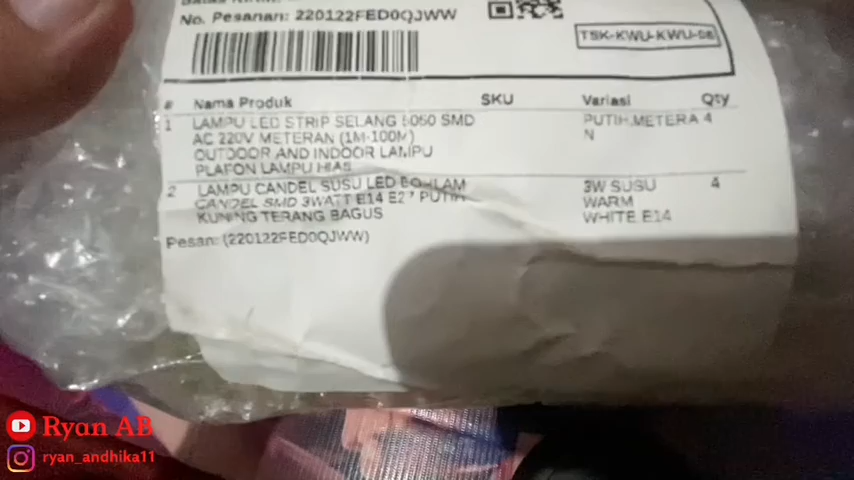 No. Pesanan: 220122FED0QJWW
TSK-KWU-KWU-08
# Nama Produk SKU Variasi Qty
1 LAMPU LED STRIP SELANG 5050 SMD PUTIH,METERA 4
AC 220V METERAN (1M-100M) N
OUTDOOR AND INDOOR LAMPU
PLAFON LAMPU HIAS
2 LAMPU CANDEL SUSU LED BOHLAM 3W SUSU 4
CANDEL SMD 3WATT E14 E27 PUTIH WARM
KUNING TERANG BAGUS WHITE E14
Pesan: (220122FED0QJWW)
Ryan AB
ryan_andhika11